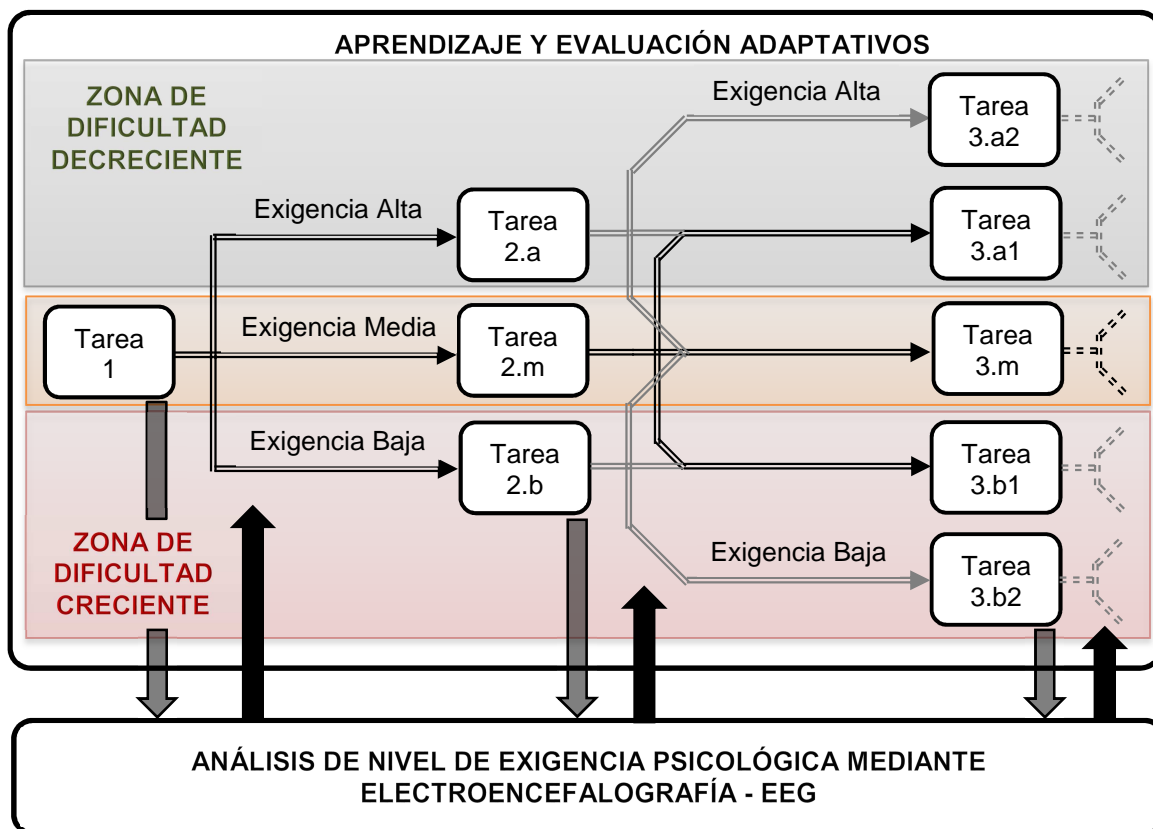 APRENDIZAJE Y EVALUACIÓN ADAPTATIVOS
ZONA DE
DIFICULTAD
DECRECIENTE
Exigencia Alta
Tarea
3.a2
Exigencia Alta
Tarea
2.a
Tarea
3.a1
Tarea
1
Exigencia Media
Tarea
2.m
Tarea
3.m
Exigencia Baja
Tarea
2.b
Tarea
3.b1
ZONA DE
DIFICULTAD
CRECIENTE
Exigencia Baja
Tarea
3.b2
ANÁLISIS DE NIVEL DE EXIGENCIA PSICOLÓGICA MEDIANTE
ELECTROENCEFALOGRAFÍA - EEG